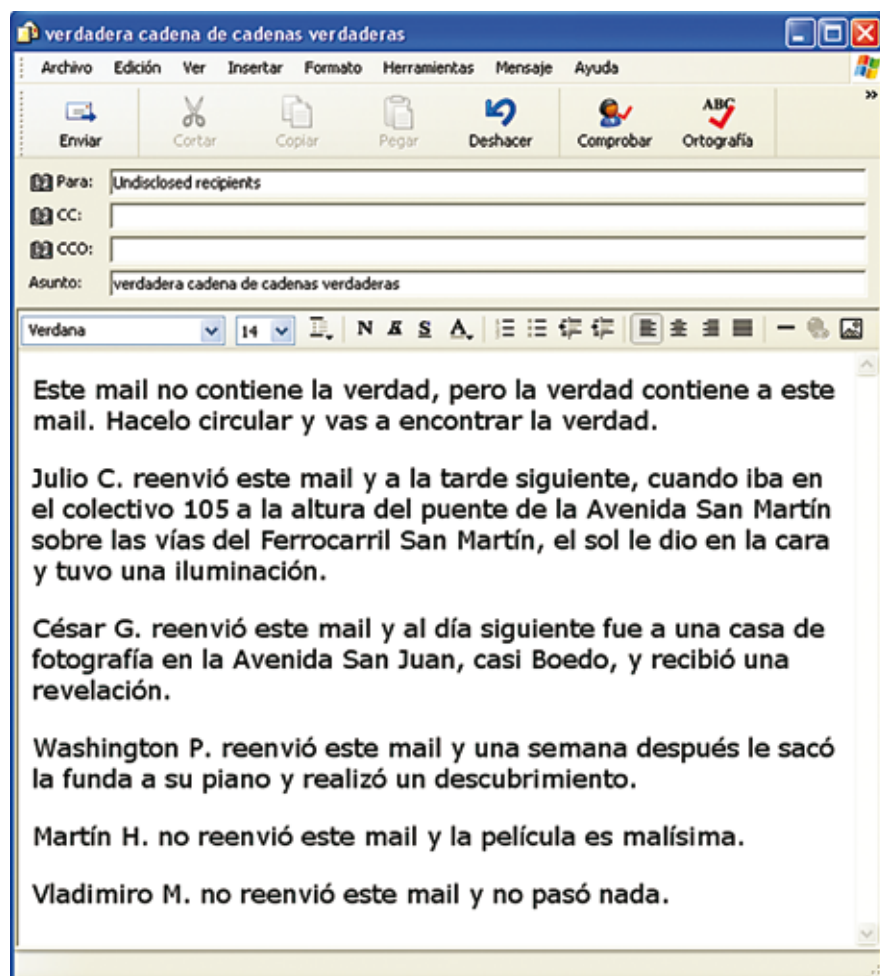 verdadera cadena de cadenas verdaderas
Archivo Edición Ver Insertar Formato Herramientas Mensaje Ayuda
»
ABC
Enviar Cortar Copiar Pegar Deshacer Comprobar Ortografía
Para: Undisclosed recipients
CC:
CCO:
Asunto: verdadera cadena de cadenas verdaderas
Verdana 14 N K S A
Este mail no contiene la verdad, pero la verdad contiene a este
mail. Hacelo circular y vas a encontrar la verdad.
Julio C. reenvió este mail y a la tarde siguiente, cuando iba en
el colectivo 105 a la altura del puente de la Avenida San Martín
sobre las vías del Ferrocarril San Martín, el sol le dio en la cara
y tuvo una iluminación.
César G. reenvió este mail y al día siguiente fue a una casa de
fotografía en la Avenida San Juan, casi Boedo, y recibió una
revelación.
Washington P. reenvió este mail y una semana después le sacó
la funda a su piano y realizó un descubrimiento.
Martín H. no reenvió este mail y la película es malísima.
Vladimiro M. no reenvió este mail y no pasó nada.